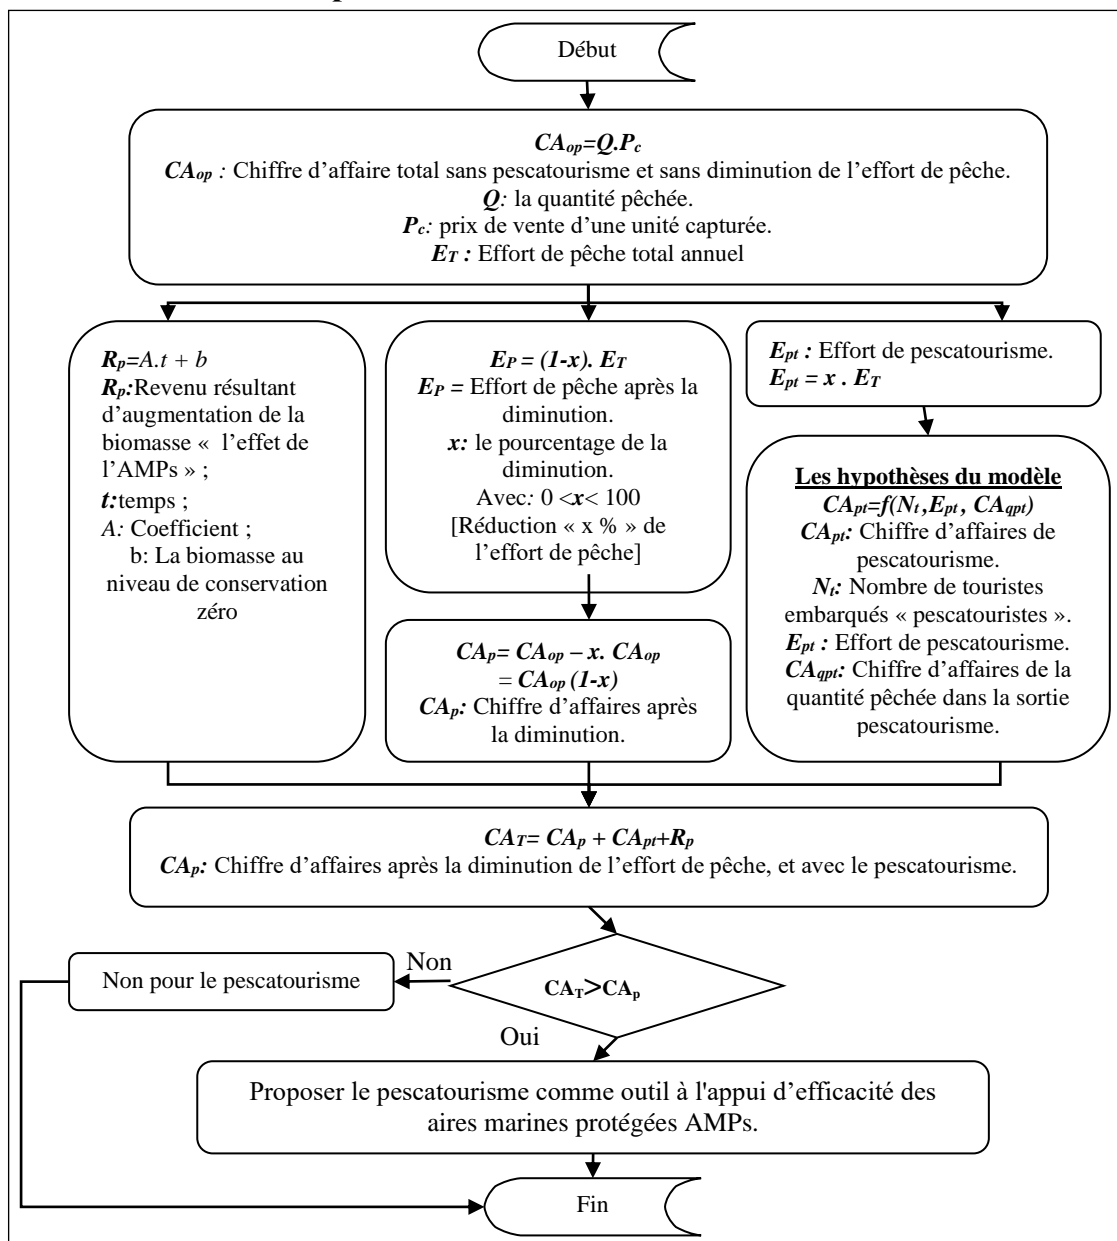 Début
CAop=Q.Pc
CAop : Chiffre d'affaire total sans pescatourisme et sans diminution de l'effort de pêche.
Q: la quantité pêchée.
Pc: prix de vente d'une unité capturée.
ET : Effort de pêche total annuel
Rp=A.t + b
Rp:Revenu résultant
d'augmentation de la
biomasse « l'effet de
l'AMPs » ;
t:temps ;
A: Coefficient ;
b: La biomasse au
niveau de conservation
zéro
EP = (1-x). ET
EP = Effort de pêche après la
diminution.
x: le pourcentage de la
diminution.
Avec: 0 <x< 100
[Réduction « x % » de
l'effort de pêche]
CAp= CAop – x. CAop
= CAop (1-x)
CAp: Chiffre d'affaires après
la diminution.
Ept : Effort de pescatourisme.
Ept = x . ET
Les hypothèses du modèle
CApt=f(Nt ,Ept , CAqpt)
CApt: Chiffre d'affaires de
pescatourisme.
Nt: Nombre de touristes
embarqués « pescatouristes ».
Ept : Effort de pescatourisme.
CAqpt: Chiffre d'affaires de la
quantité pêchée dans la sortie
pescatourisme.
CAT= CAp + CApt+Rp
CAp: Chiffre d'affaires après la diminution de l'effort de pêche, et avec le pescatourisme.
Non
Non pour le pescatourisme
CAT>CAp
Oui
Proposer le pescatourisme comme outil à l'appui d'efficacité des
aires marines protégées AMPs.
Fin